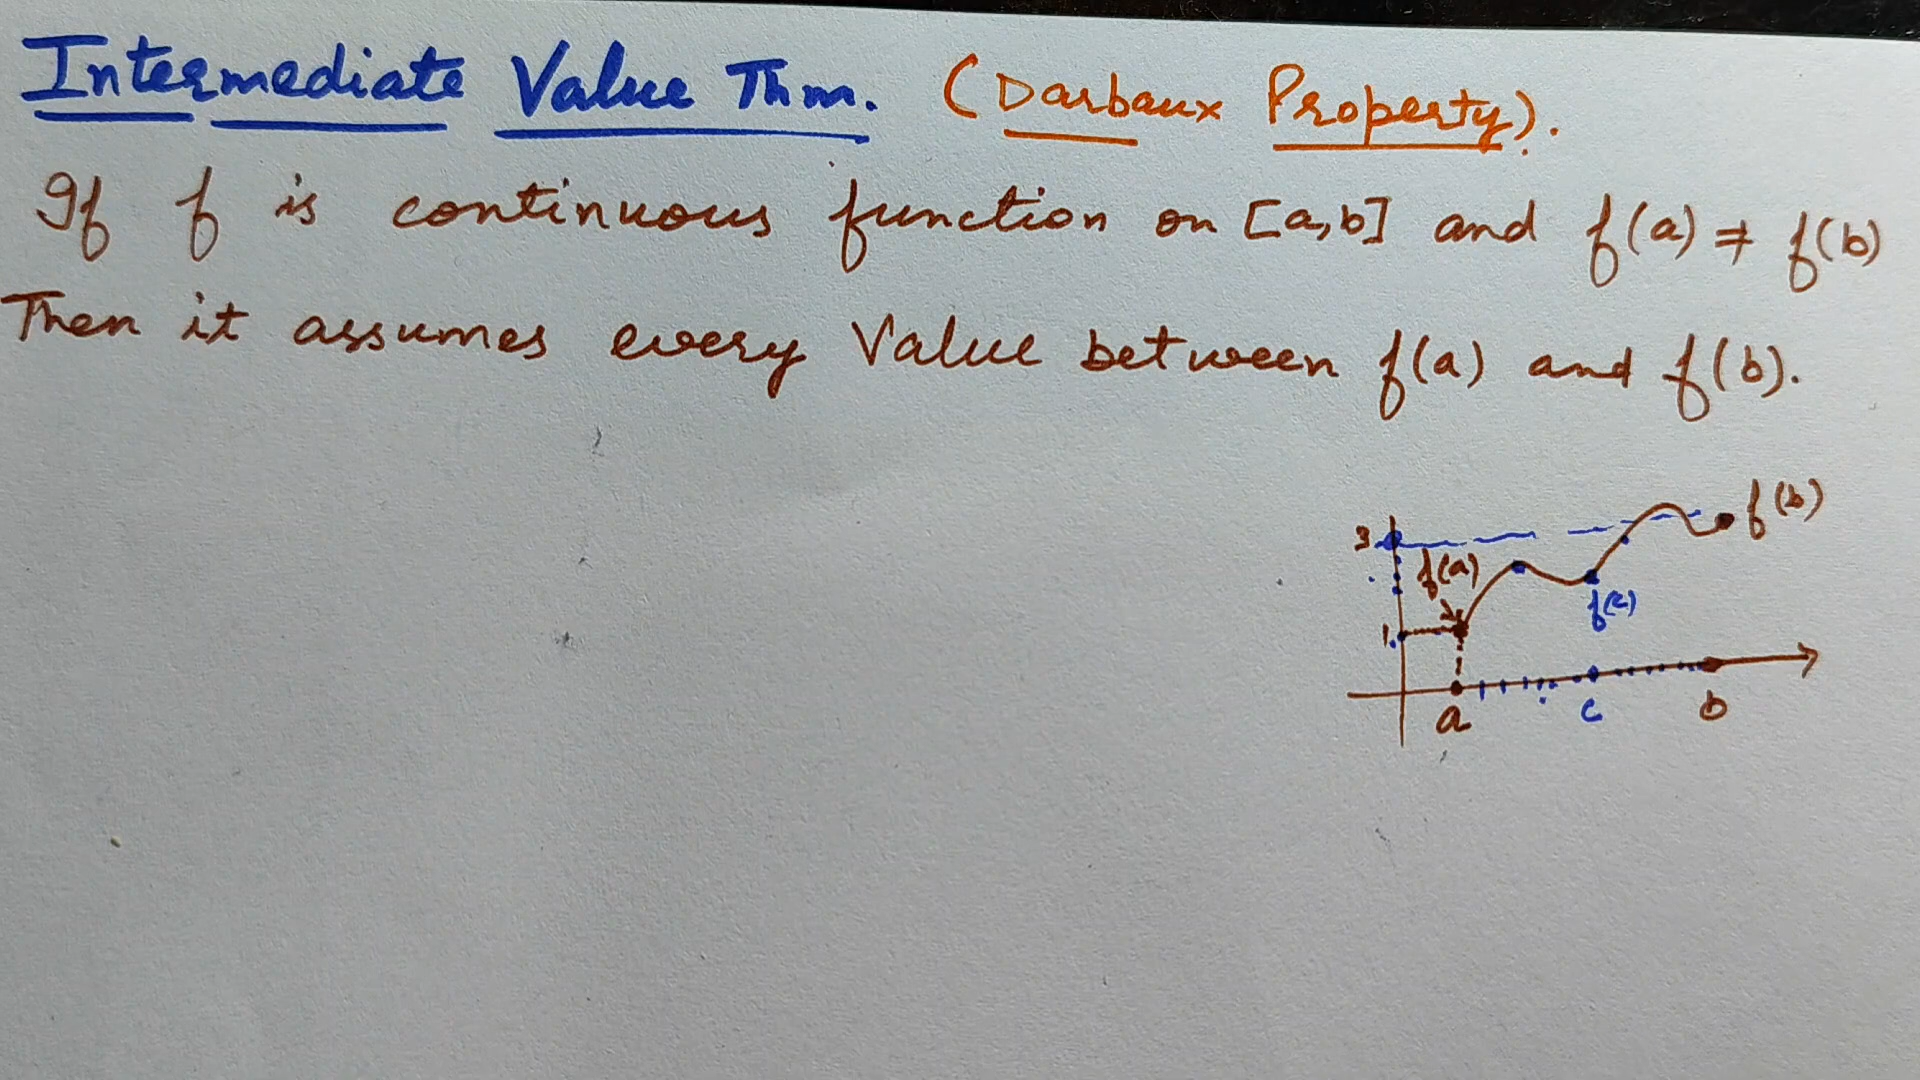 Intermediate Value Thm. (Darbaux Property).
If f is continuous function on [a,b] and f(a) ≠ f(b)
Then it assumes every Value between f(a) and f(b).
f(b)
3
f(a)
f(c)
1
a c b